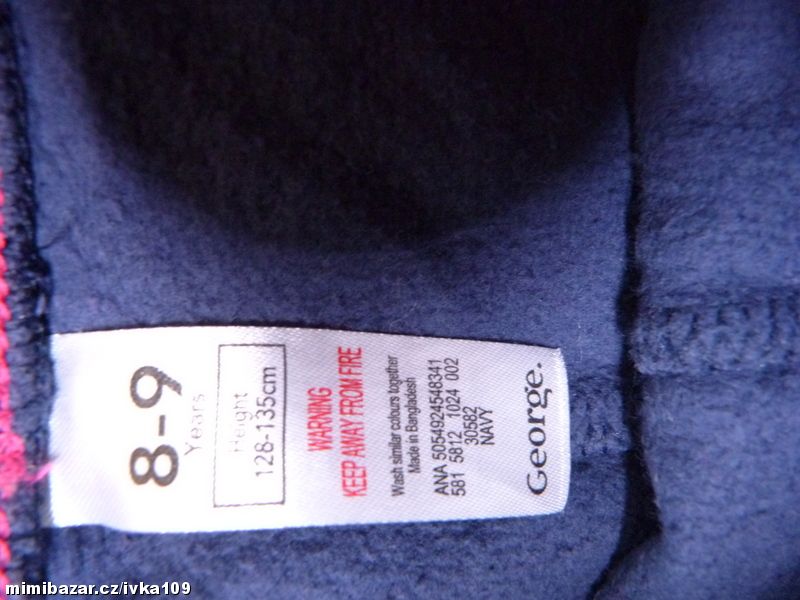 8-9
Years
Height
128-135cm
WARNING
KEEP AWAY FROM FIRE
Wash similar colours together
Made in Bangladesh
ANA 5054924548341
581 5812 1024 002
30582
NAVY
George.
mimibazar.cz/ivka109